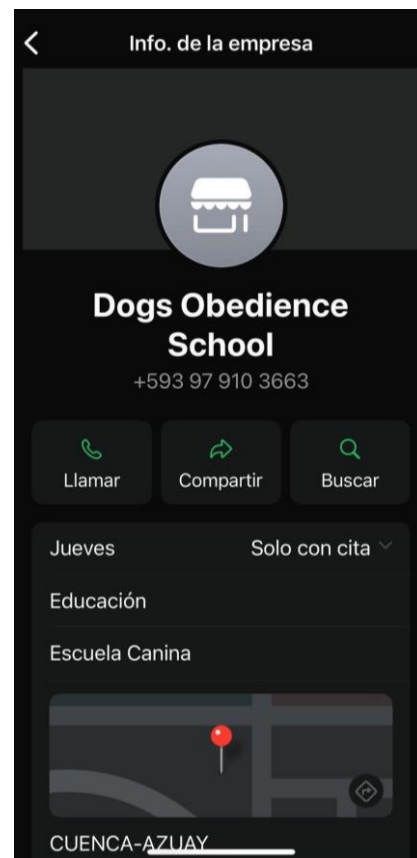 Info. de la empresa
Dogs Obedience
School
+593 97 910 3663
Llamar
Compartir
Buscar
Jueves
Solo con cita
Educación
Escuela Canina
CUENCA-AZUAY